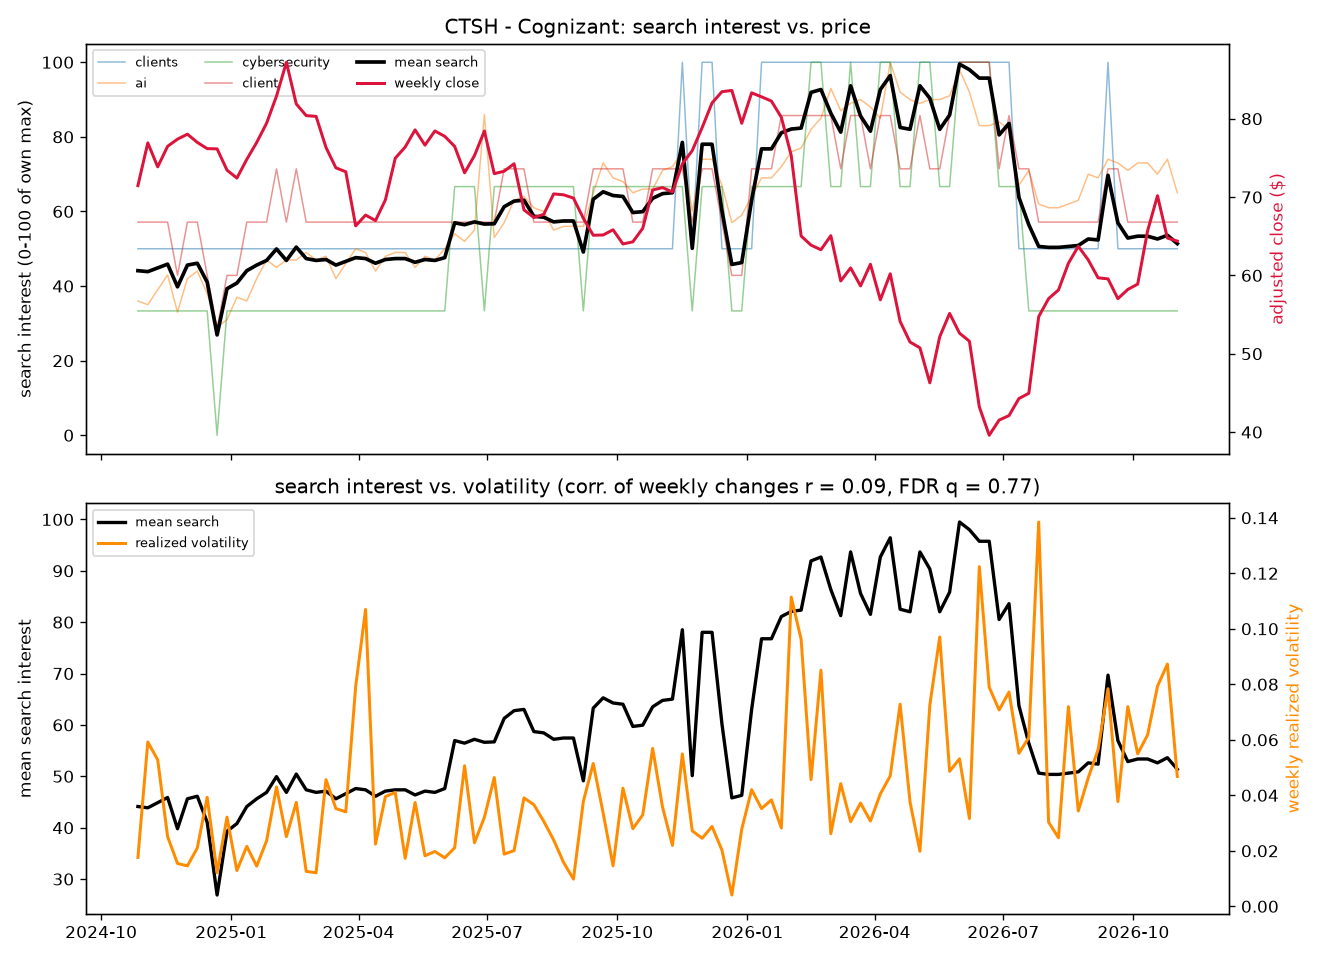 CTSH - Cognizant: search interest vs. price
clients
ai
cybersecurity
client
mean search
weekly close
100
80
60
40
20
0
search interest (0-100 of own max)
80
70
60
50
40
adjusted close ($)
search interest vs. volatility (corr. of weekly changes r = 0.09, FDR q = 0.77)
mean search
realized volatility
100
90
80
70
60
50
40
30
mean search interest
0.14
0.12
0.10
0.08
0.06
0.04
0.02
0.00
weekly realized volatility
2024-10
2025-01
2025-04
2025-07
2025-10
2026-01
2026-04
2026-07
2026-10